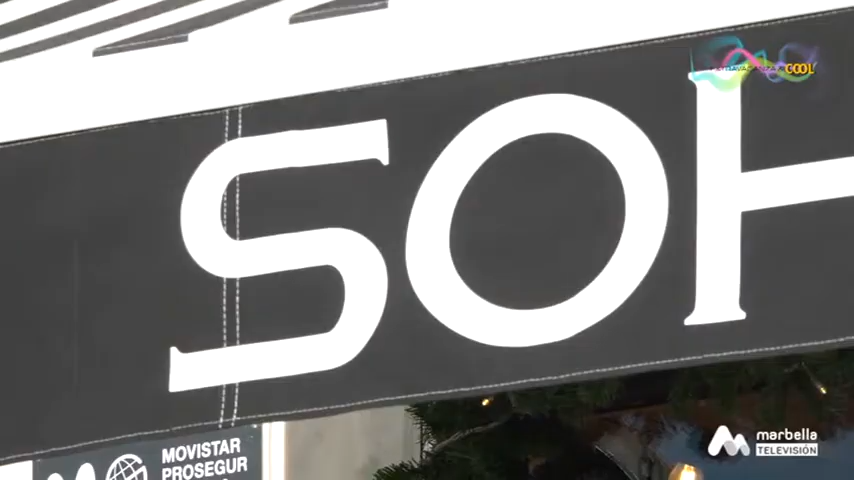 COOL
SOH
MOVISTAR
PROSEGUR
marbella
TELEVISIÓN